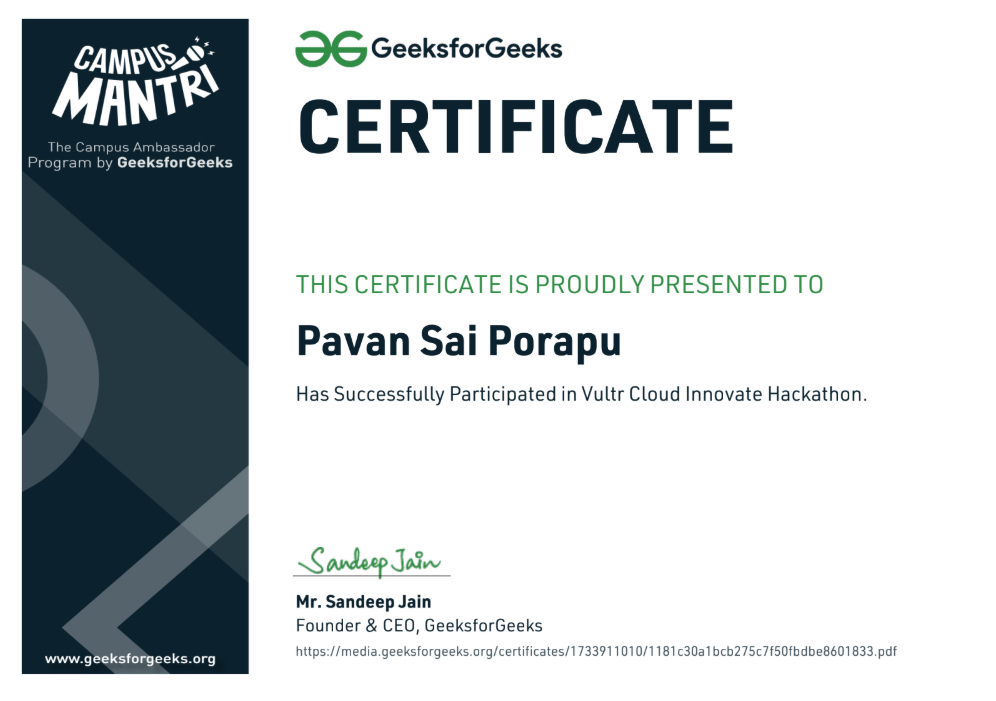 CAMPUS
MANTRI
The Campus Ambassador
Program by GeeksforGeeks
www.geeksforgeeks.org
GeeksforGeeks
CERTIFICATE
THIS CERTIFICATE IS PROUDLY PRESENTED TO
Pavan Sai Porapu
Has Successfully Participated in Vultr Cloud Innovate Hackathon.
Sandeep Jain
Mr. Sandeep Jain
Founder & CEO, GeeksforGeeks
https://media.geeksforgeeks.org/certificates/1733911010/1181c30a1bcb275c7f50fbdbe8601833.pdf